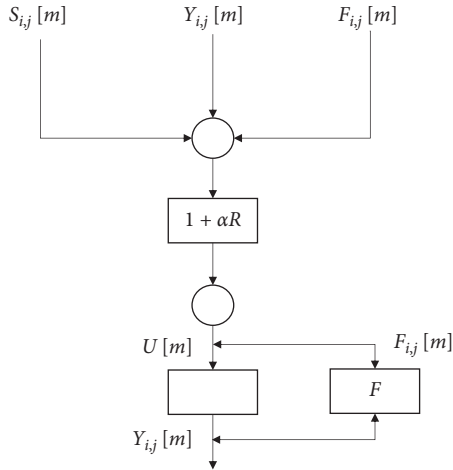 S_{i,j} [m]
Y_{i,j} [m]
F_{i,j} [m]
1 + αR
U [m]
F_{i,j} [m]
F
Y_{i,j} [m]